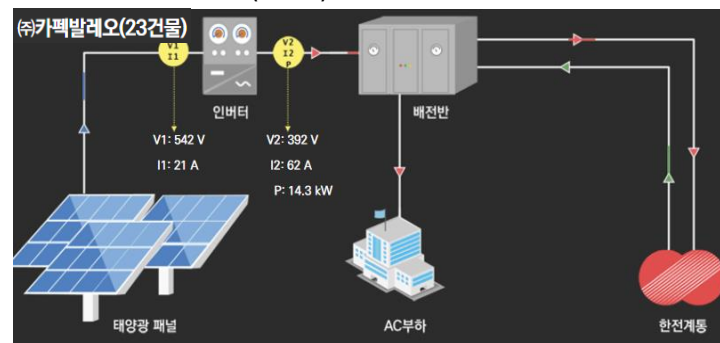 ㈜카펙발레오(23건물)
V1
I1
V2
I2
P
인버터
배전반
V1: 542 V
I1: 21 A
V2: 392 V
I2: 62 A
P: 14.3 kW
태양광 패널
AC부하
한전계통